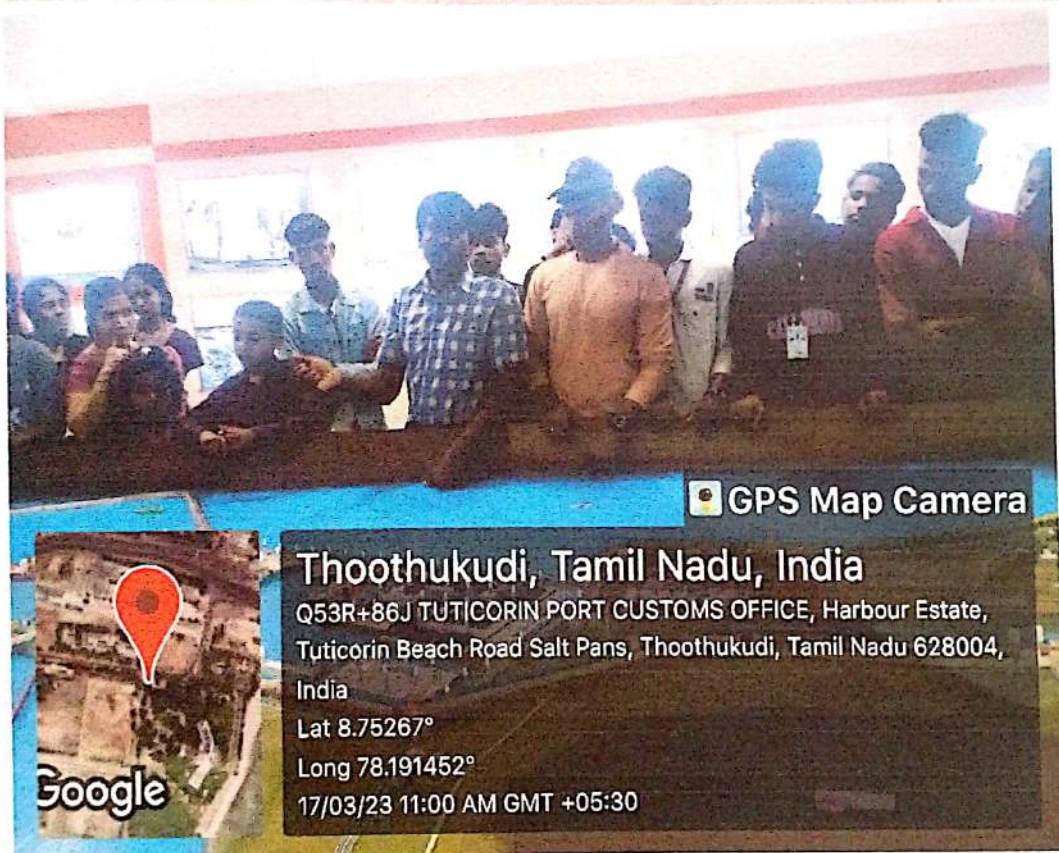 GPS Map Camera
Thoothukudi, Tamil Nadu, India
Q53R+86J TUTICORIN PORT CUSTOMS OFFICE, Harbour Estate,
Tuticorin Beach Road Salt Pans, Thoothukudi, Tamil Nadu 628004,
India
Lat 8.75267°
Long 78.191452°
17/03/23 11:00 AM GMT +05:30
Google